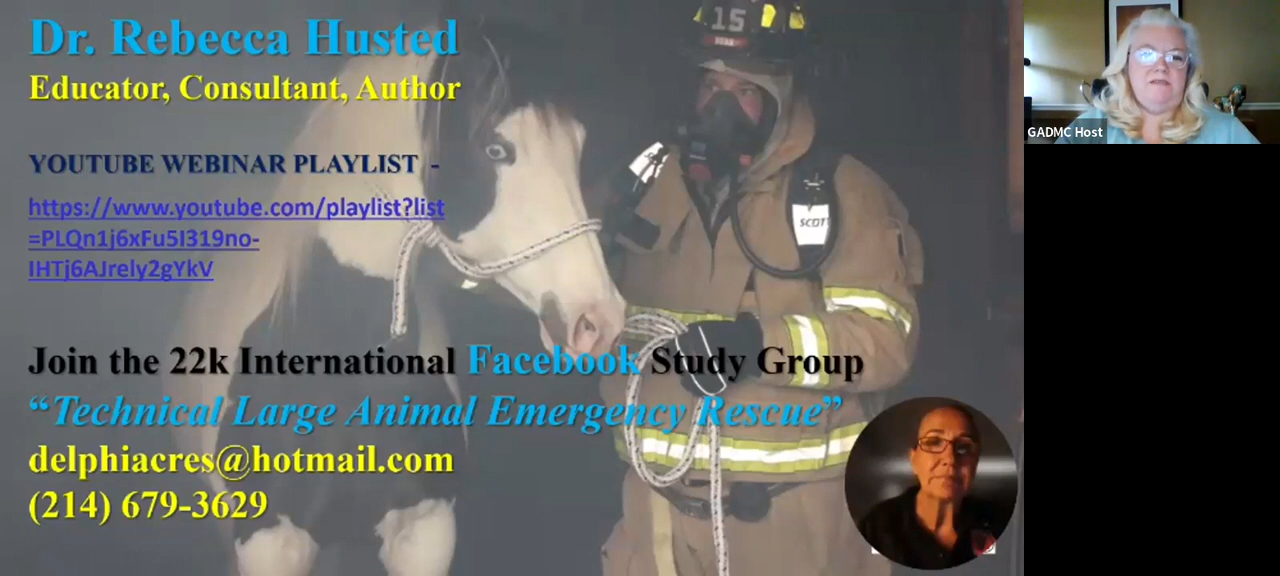 Dr. Rebecca Husted
Educator, Consultant, Author
YOUTUBE WEBINAR PLAYLIST -
https://www.youtube.com/playlist?list
=PLQn1j6xFu5I319no-
IHTj6AJrely2gYkV
Join the 22k International Facebook Study Group
“Technical Large Animal Emergency Rescue”
delphiacres@hotmail.com
(214) 679-3629
15
SCOTT
GADMC Host